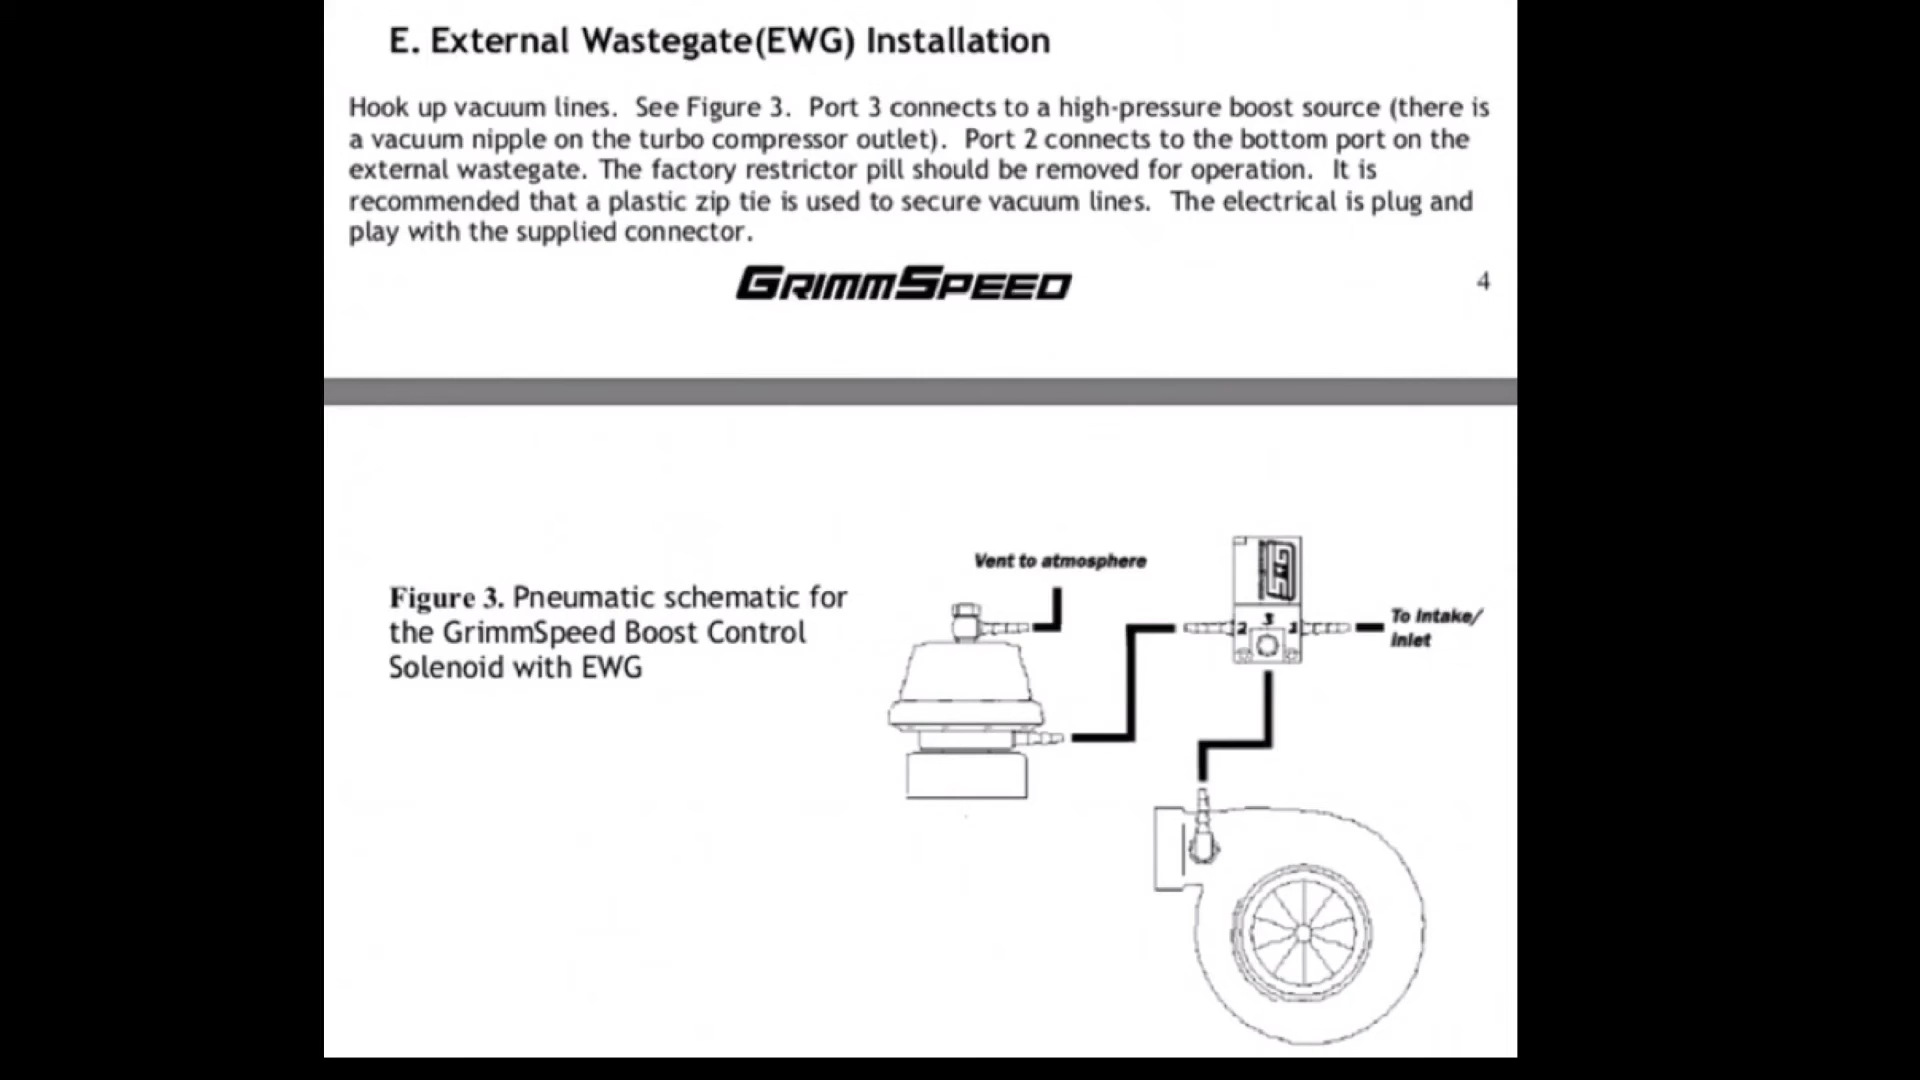 E. External Wastegate(EWG) Installation
Hook up vacuum lines. See Figure 3. Port 3 connects to a high-pressure boost source (there is
a vacuum nipple on the turbo compressor outlet). Port 2 connects to the bottom port on the
external wastegate. The factory restrictor pill should be removed for operation. It is
recommended that a plastic zip tie is used to secure vacuum lines. The electrical is plug and
play with the supplied connector.
GRIMMSPEED
4
Vent to atmosphere
Figure 3. Pneumatic schematic for
the GrimmSpeed Boost Control
Solenoid with EWG
2 3 1
To Intake/
inlet